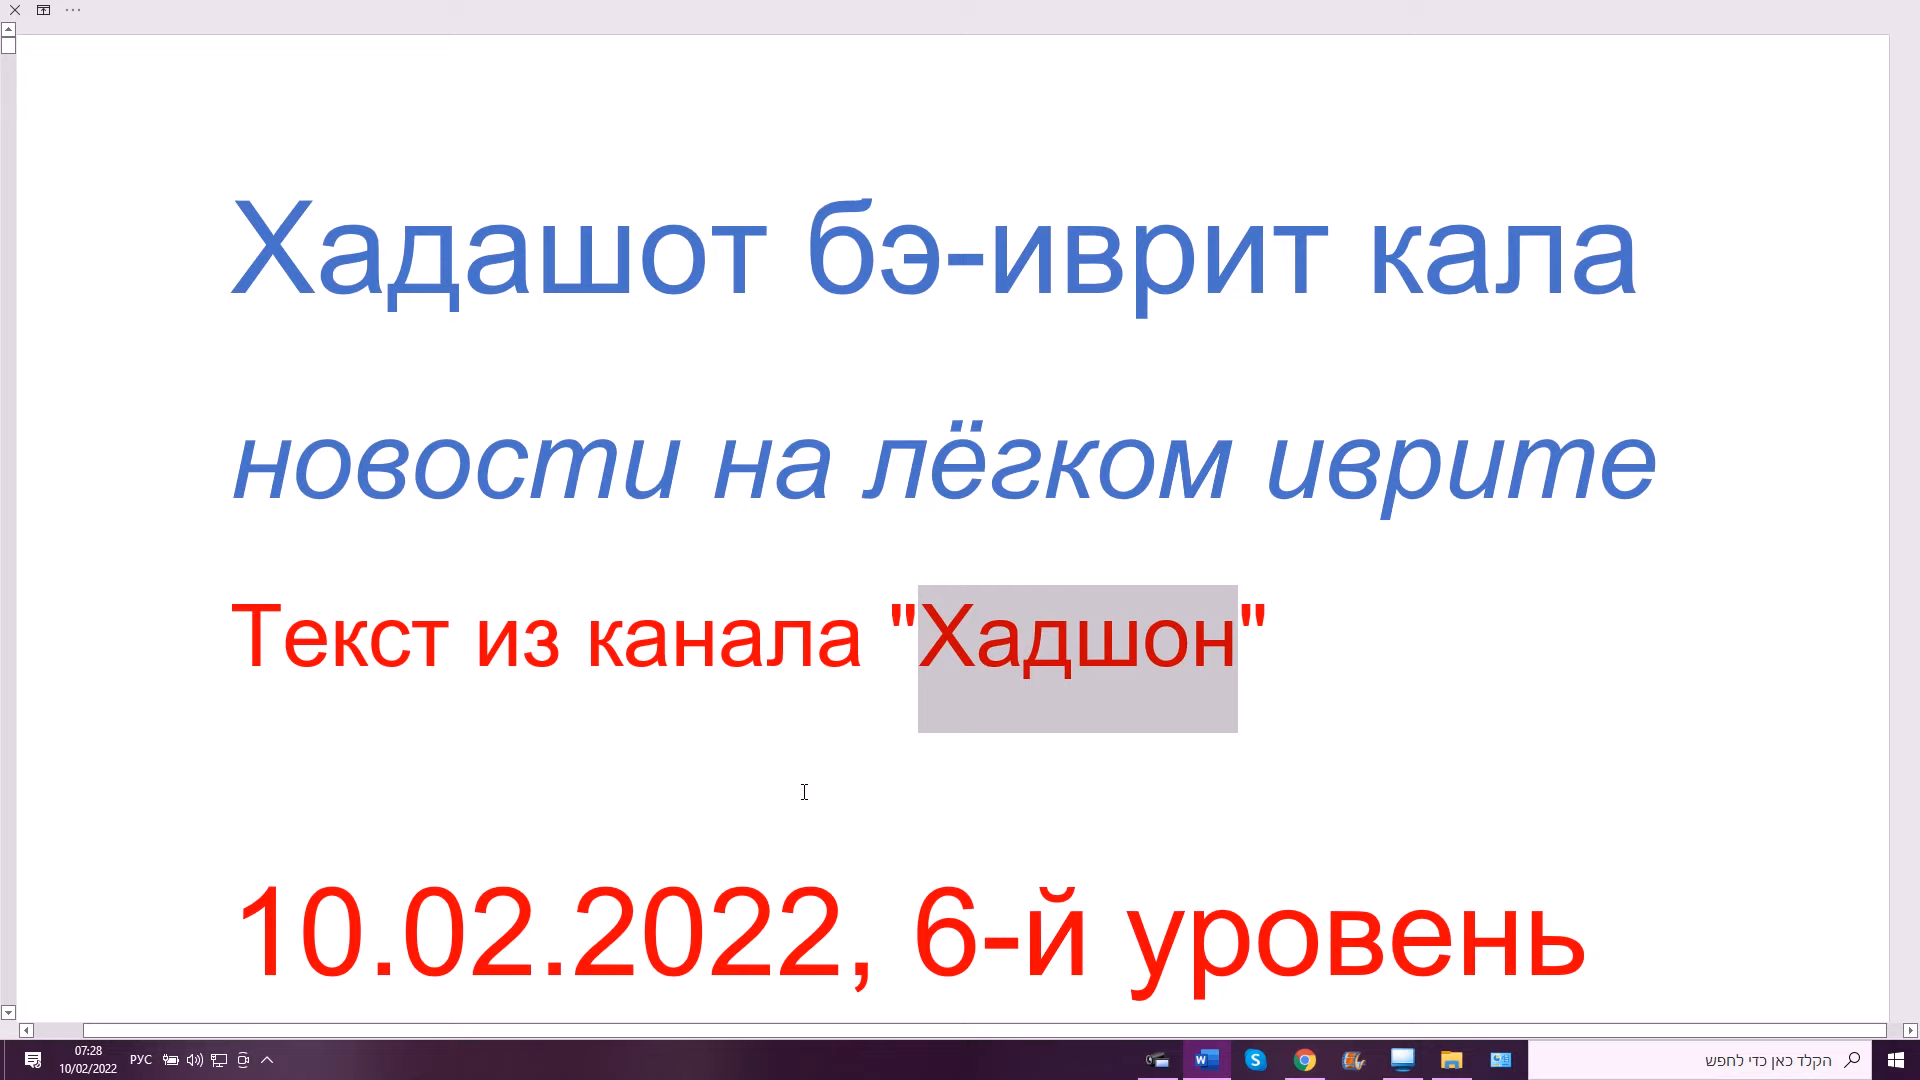 Хадашот бэ-иврит кала
новости на лёгком иврите
Текст из канала "Хадшон"
10.02.2022, 6-й уровень
07:28
10/02/2022
РУС
הקלד כאן כדי לחפש